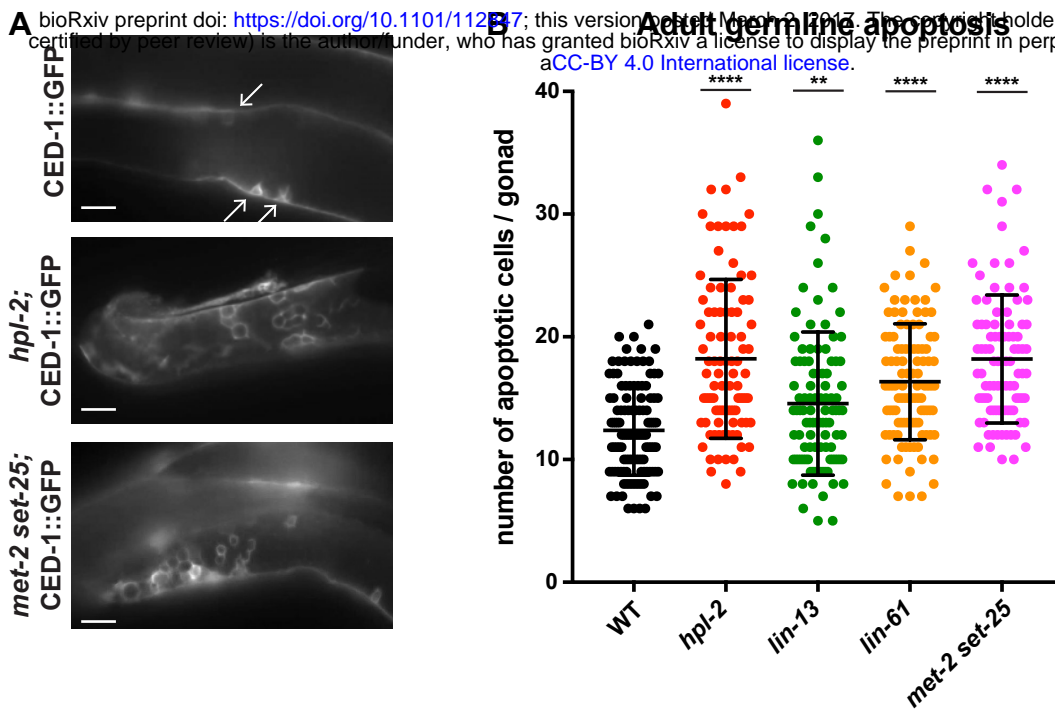 bioRxiv preprint doi: https://doi.org/10.1101/112 47; this version posted March 2, 2017. The copyright holde
certified by peer review) is the author/funder, who has granted bioRxiv a license to display the preprint in perp
aCC-BY 4.0 International license.
A
CED-1::GFP
hpl-2;
CED-1::GFP
met-2 set-25;
CED-1::GFP
B
Adult germline apoptosis
number of apoptotic cells / gonad
**** ** **** ****
40
30
20
10
0
WT
hpl-2
lin-13
lin-61
met-2 set-25